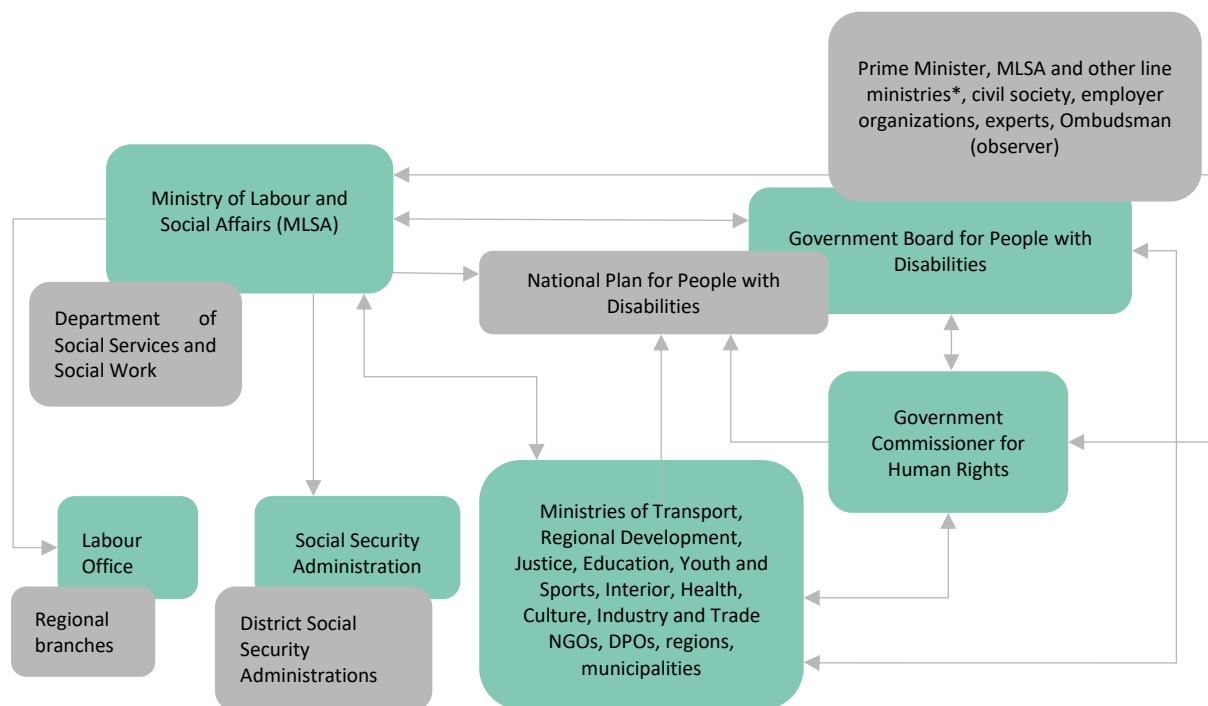 Prime Minister, MLSA and other line
ministries*, civil society, employer
organizations, experts, Ombudsman
(observer)
Ministry of Labour and
Social Affairs (MLSA)
Government Board for People with
Disabilities
National Plan for People with
Disabilities
Department of
Social Services and
Social Work
Government
Commissioner for
Human Rights
Ministries of Transport,
Regional Development,
Justice, Education, Youth and
Sports, Interior, Health,
Culture, Industry and Trade
NGOs, DPOs, regions,
municipalities
Labour
Office
Social Security
Administration
Regional
branches
District Social
Security
Administrations